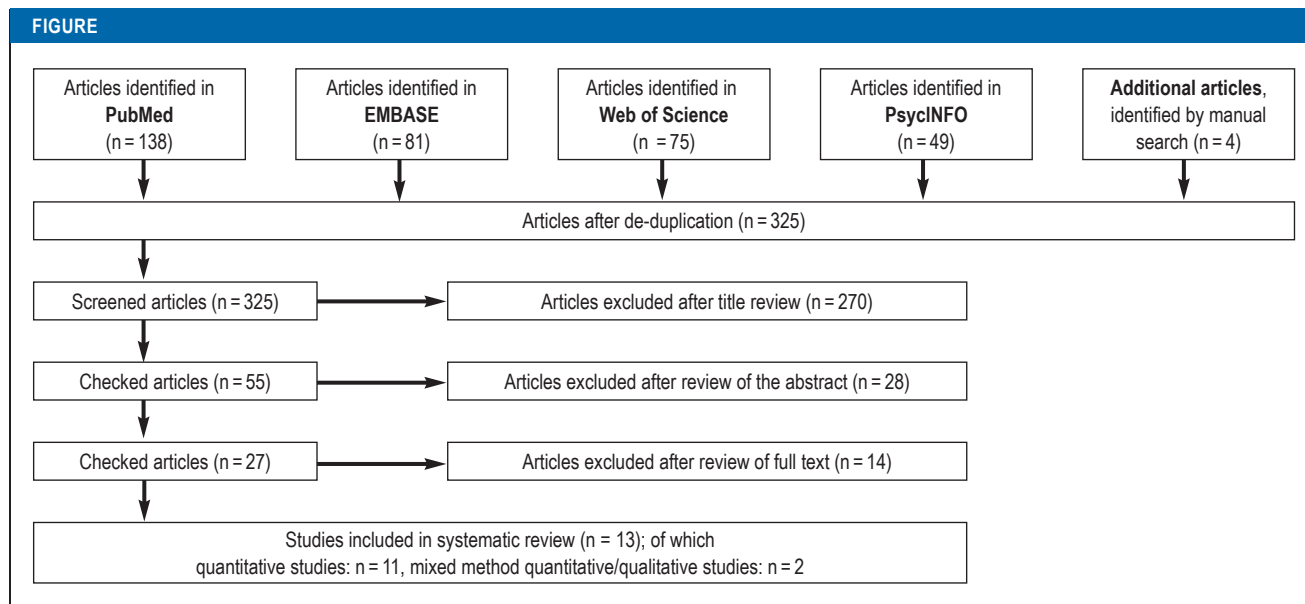 FIGURE
Articles identified in
PubMed
(n = 138)
Articles identified in
EMBASE
(n = 81)
Articles identified in
Web of Science
(n = 75)
Articles identified in
PsycINFO
(n = 49)
Additional articles,
identified by manual
search (n = 4)
Articles after de-duplication (n = 325)
Screened articles (n = 325)
Articles excluded after title review (n = 270)
Checked articles (n = 55)
Articles excluded after review of the abstract (n = 28)
Checked articles (n = 27)
Articles excluded after review of full text (n = 14)
Studies included in systematic review (n = 13); of which
quantitative studies: n = 11, mixed method quantitative/qualitative studies: n = 2